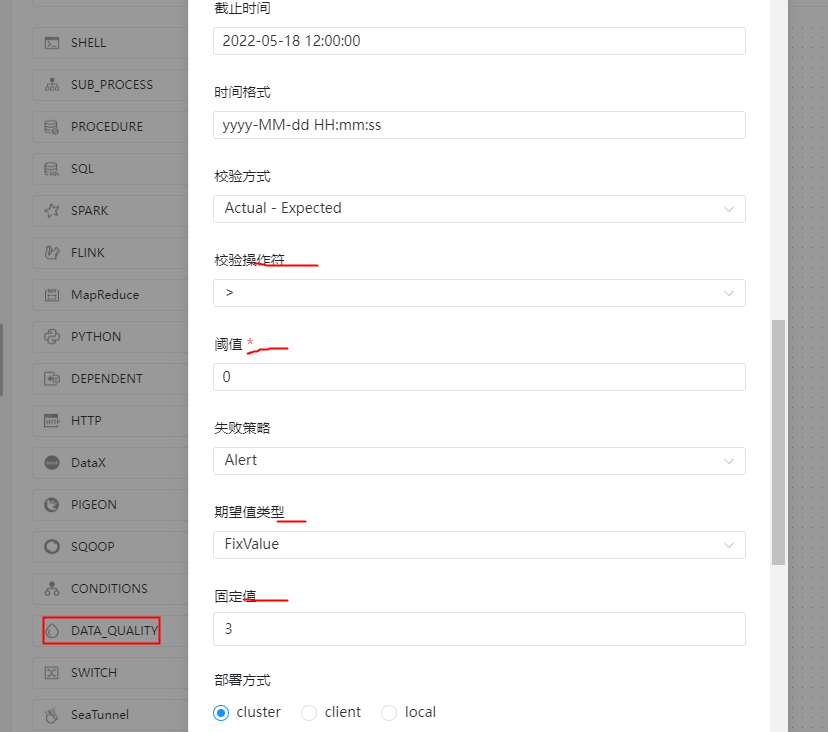 SHELL
SUB_PROCESS
PROCEDURE
SQL
SPARK
FLINK
MapReduce
PYTHON
DEPENDENT
HTTP
DataX
PIGEON
SQOOP
CONDITIONS
DATA_QUALITY
SWITCH
SeaTunnel
截止时间
2022-05-18 12:00:00
时间格式
yyyy-MM-dd HH:mm:ss
校验方式
Actual - Expected
校验操作符
>
阈值 *
0
失败策略
Alert
期望值类型
FixValue
固定值
3
部署方式
cluster client local